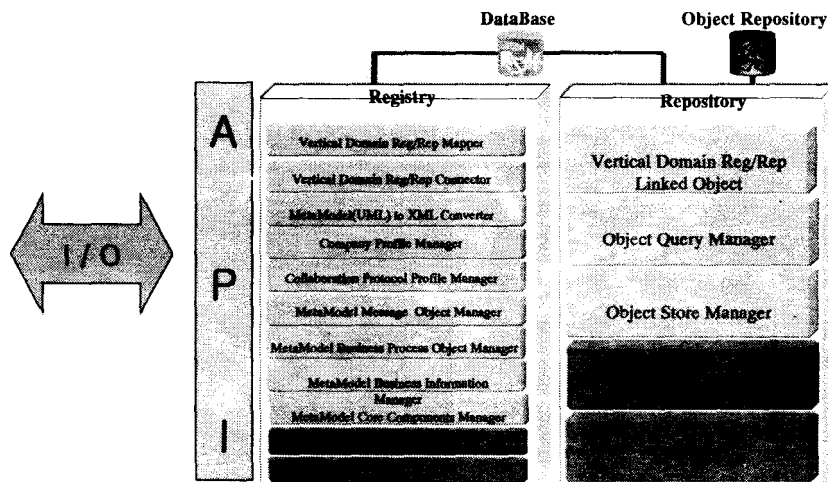 DataBase
Object Repository
Registry
Repository
A
P
I
I / O
Vertical Domain Reg/Rep Mapper
Vertical Domain Reg/Rep Connector
MetaModel(UML) to XML Converter
Company Profile Manager
Collaboration Protocol Profile Manager
MetaModel Message Object Manager
MetaModel Business Process Object Manager
MetaModel Business Information
Manager
MetaModel Core Components Manager
Vertical Domain Reg/Rep
Linked Object
Object Query Manager
Object Store Manager